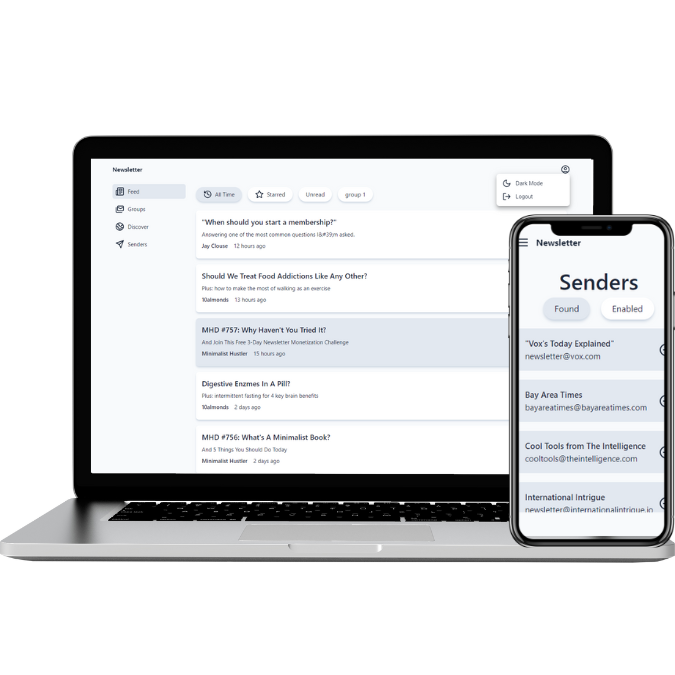 Newsletter
Feed
Groups
Discover
Senders
All Time
Starred
Unread
group 1
Dark Mode
Logout
"When should you start a membership?"
Answering one of the most common questions I&#39;m asked.
Jay Clouse 12 hours ago
Should We Treat Food Addictions Like Any Other?
Plus: how to make the most of walking as an exercise
10almonds 13 hours ago
MHD #757: Why Haven't You Tried It?
And Join This Free 3-Day Newsletter Monetization Challenge
Minimalist Hustler 15 hours ago
Digestive Enzmes In A Pill?
Plus: intermittent fasting for 4 key brain benefits
10almonds 2 days ago
MHD #756: What's A Minimalist Book?
And 5 Things You Should Do Today
Minimalist Hustler 2 days ago
Newsletter
Senders
Found
Enabled
"Vox's Today Explained"
newsletter@vox.com
Bay Area Times
bayareatimes@bayareatimes.com
Cool Tools from The Intelligence
cooltools@theintelligence.com
International Intrigue
newsletter@internationalintrigue.io